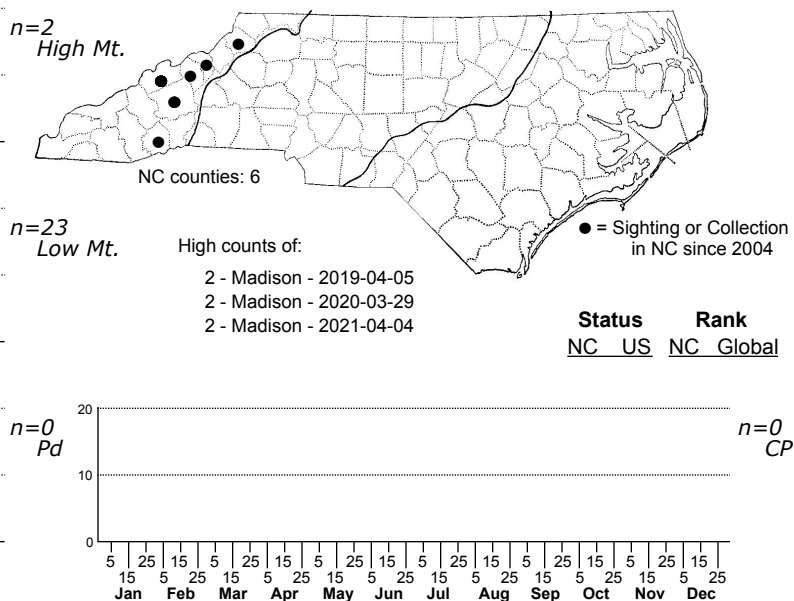 n=2
High Mt.
NC counties: 6
n=23
Low Mt.
High counts of:
2 - Madison - 2019-04-05
2 - Madison - 2020-03-29
2 - Madison - 2021-04-04
● = Sighting or Collection
in NC since 2004
Status Rank
NC US NC Global
n=0
Pd
n=0
CP
20
10
0
5 25 15 5 25 15 5 25 15 5 25 15 5 25 15 5 25 15
15 5 25 15 5 25 15 5 25 15 5 25 15 5 25 15 5 25
Jan Feb Mar Apr May Jun Jul Aug Sep Oct Nov Dec